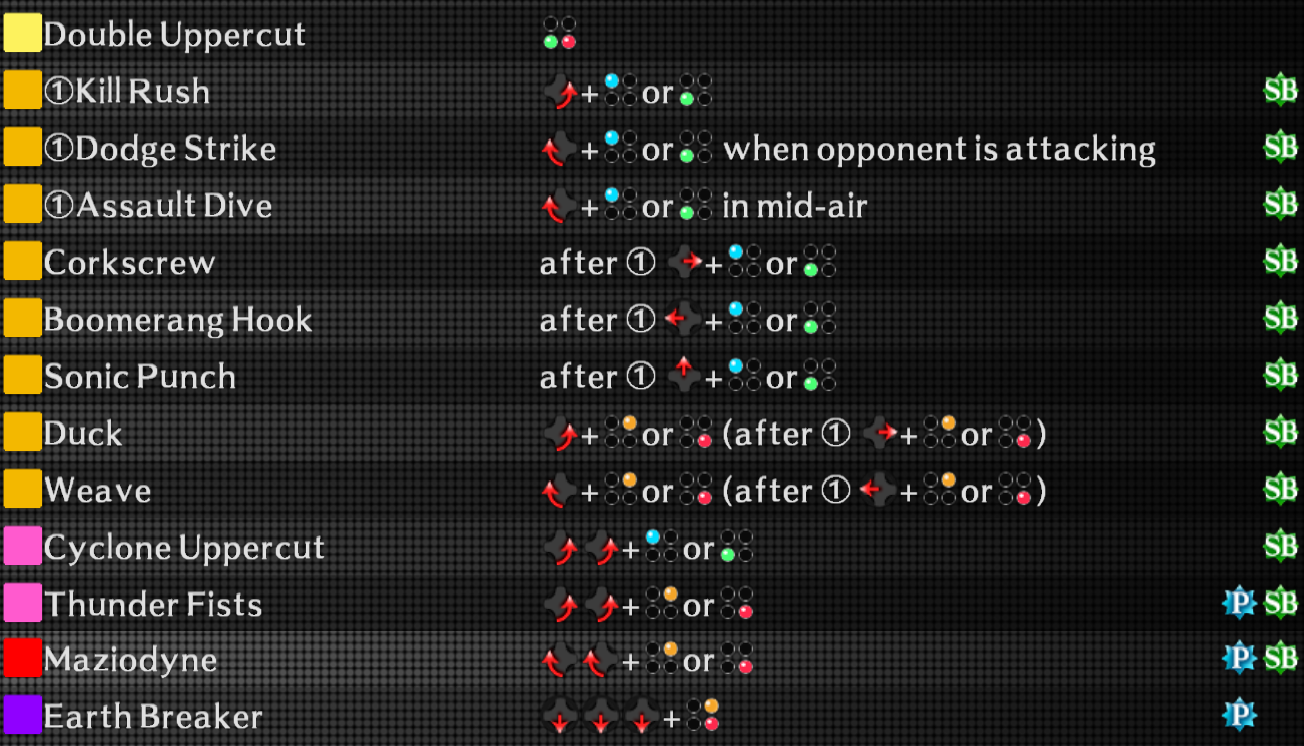 Double Uppercut
①Kill Rush + or SB
①Dodge Strike + or when opponent is attacking SB
①Assault Dive + or in mid-air SB
Corkscrew after ① + or SB
Boomerang Hook after ① + or SB
Sonic Punch after ① + or SB
Duck + or (after ① + or ) SB
Weave + or (after ① + or ) SB
Cyclone Uppercut + or SB
Thunder Fists + or P SB
Maziodyne + or P SB
Earth Breaker + P